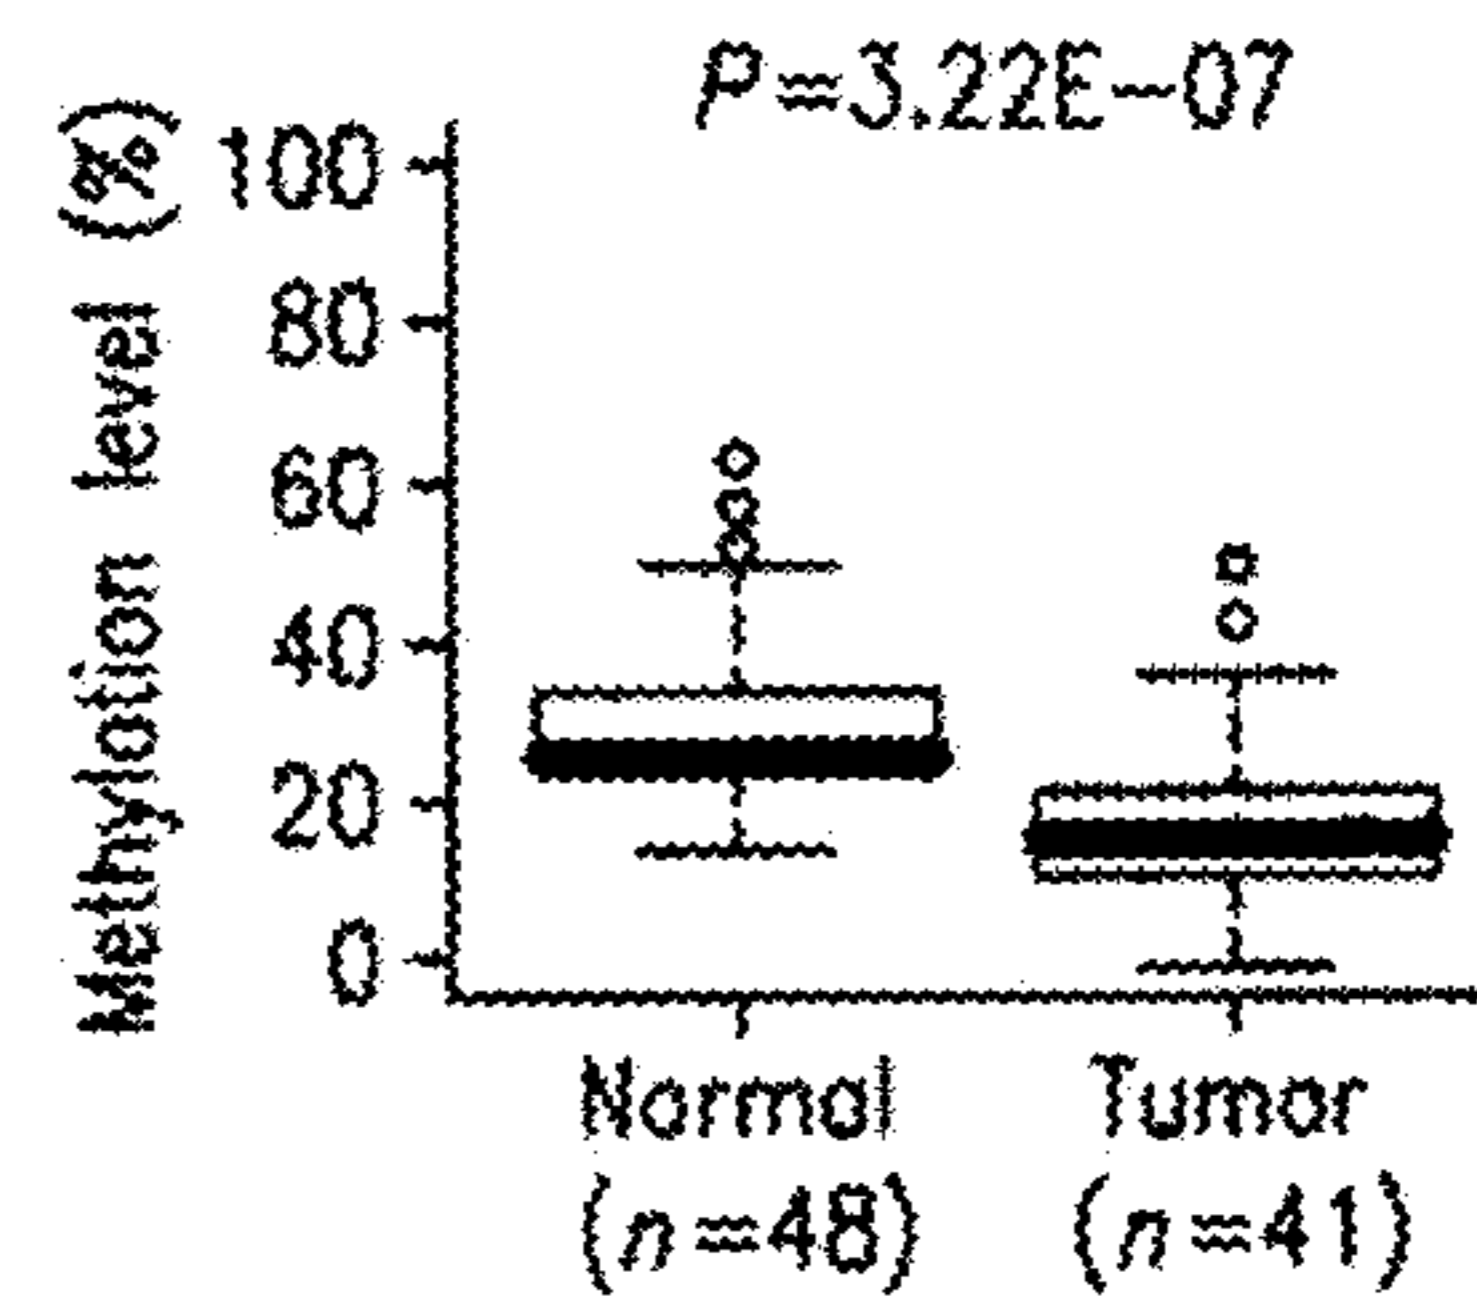 P=3.22E-07
Methylation level (%)
100
80
60
40
20
0
Normal
(n=48)
Tumor
(n=41)